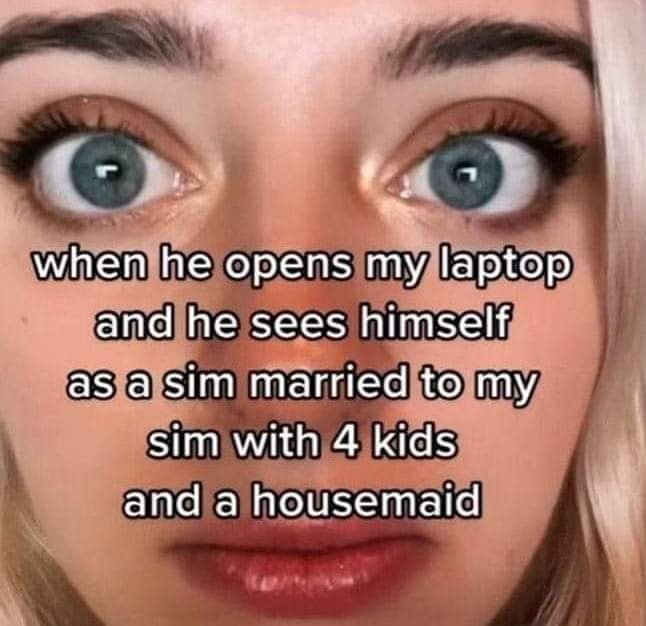 when he opens my laptop
and he sees himself
as a sim married to my
sim with 4 kids
and a housemaid